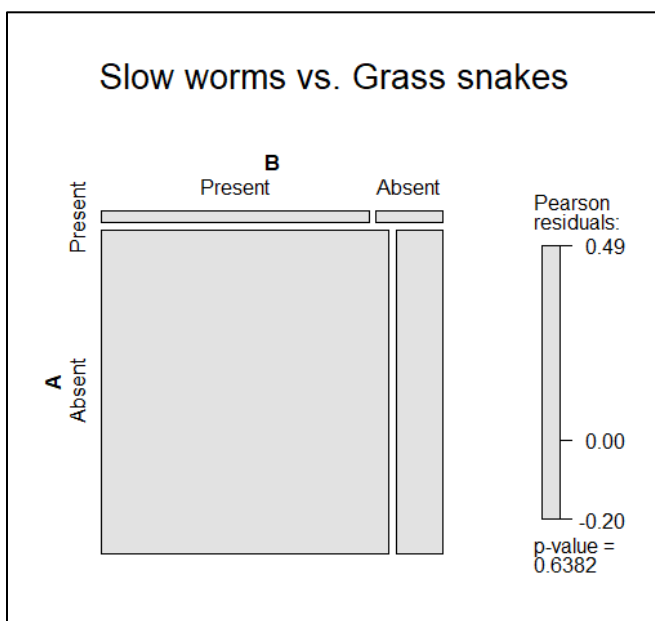 Slow worms vs. Grass snakes
B
Present Absent
Present
A
Absent
Pearson
residuals:
0.49
0.00
-0.20
p-value =
0.6382